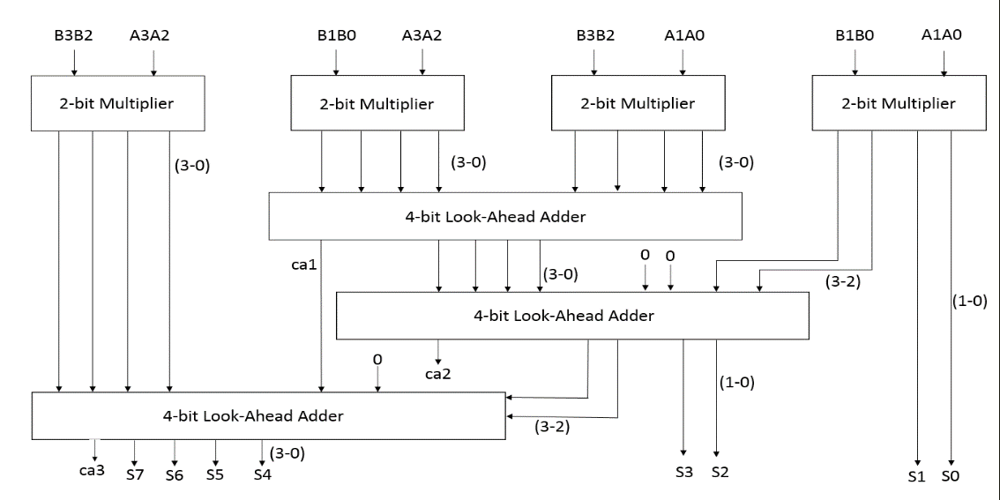 B3B2 A3A2 B1B0 A3A2 B3B2 A1A0 B1B0 A1A0
2-bit Multiplier 2-bit Multiplier 2-bit Multiplier 2-bit Multiplier
(3-0) (3-0) (3-0)
4-bit Look-Ahead Adder
ca1 0 0
(3-0) (3-2)
4-bit Look-Ahead Adder (1-0)
0
ca2 (1-0)
4-bit Look-Ahead Adder (3-2)
(3-0)
ca3 S7 S6 S5 S4 S3 S2 S1 S0